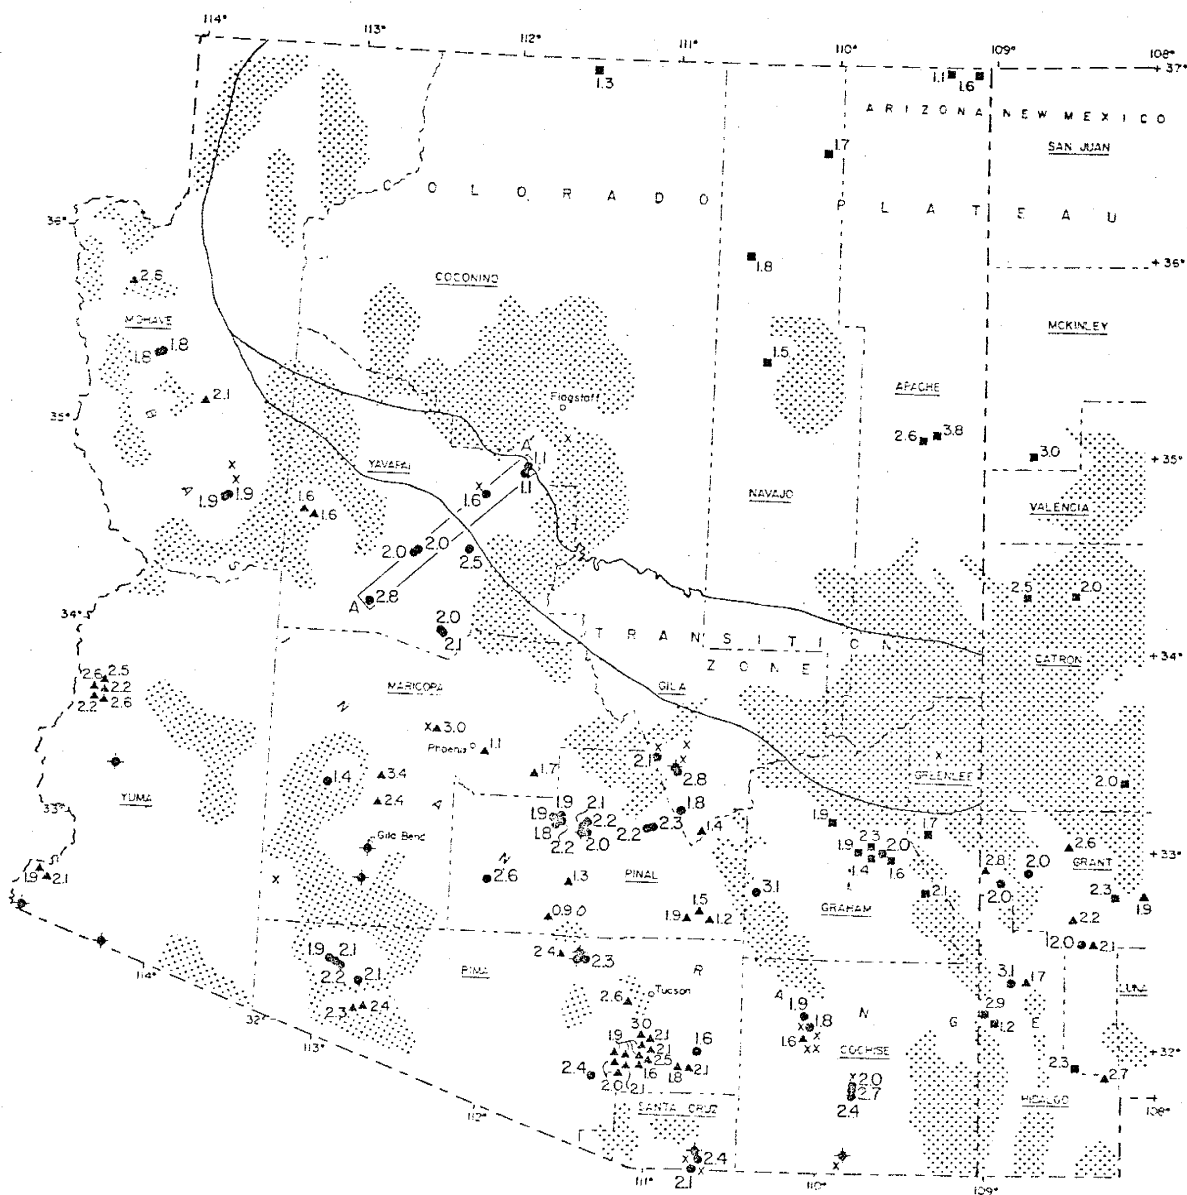 114° 113° 112° 111° 110° 109° 108°
+37°
1.3 1.1 1.6
ARIZONA NEW MEXICO
1.7 SAN JUAN
COLORADO PLATEAU
36°
1.8 +36°
2.6 COCONINO
MOHAVE MCKINLEY
1.8 1.8
1.5
APACHE
2.1 Flagstaff
35°
B
2.6 3.8
A' 3.0
YAVAPAI 1.1 +35°
A 1.9 1.9 1.6 1.1 NAVAJO
1.6 1.6 VALENCIA
S
2.0 2.0 2.5
A 2.8 2.5 2.0
34° 2.0
2.1 TRANSITION
ZONE CATRON +34°
2.6 2.5
2.2
2.2 2.6
MARICOPA GILA
N
3.0
Phoenix 1.1 2.1
GREENLEE
1.4 3.4 1.7 2.8 2.0
YUMA 2.4 A
33° 1.9 2.1 1.8
1.8 2.2 2.2 2.3 1.4 1.7
2.2 2.0 1.9 2.3 2.0 2.6
Gila Bend 1.4 1.6 +33°
1.9 2.1 N 2.8 2.0 GRANT
2.6 1.3 PINAL 3.1 2.1 2.0 2.3 1.9
GRAHAM
0.9 1.9 1.5 1.2 2.2
2.0 2.1
1.9 2.1 2.4 2.3
2.2 2.1 PIMA R 3.1 1.7 LUNA
114° 2.3 2.4 2.6 Tucson A 1.9 N 2.9
32° 1.8 G 1.2 E
113° 3.0
1.9 2.1 1.6 1.6 COCHISE +32°
2.1
2.5
2.4 1.6 1.8 2.1 2.0 2.3 2.7
2.0 2.1 2.7
112° 2.4 HIDALGO +108°
SANTA CRUZ
2.4
2.1
111° 110° 109°